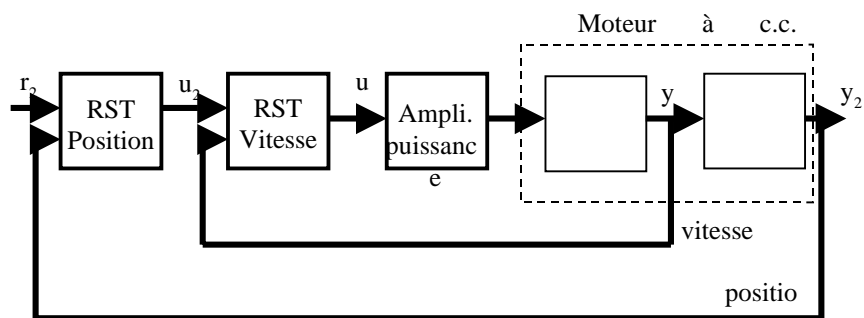 Moteur à c.c.
r2
RST
Position
u2
RST
Vitesse
u
Ampli.
puissanc
e
y
y2
vitesse
positio